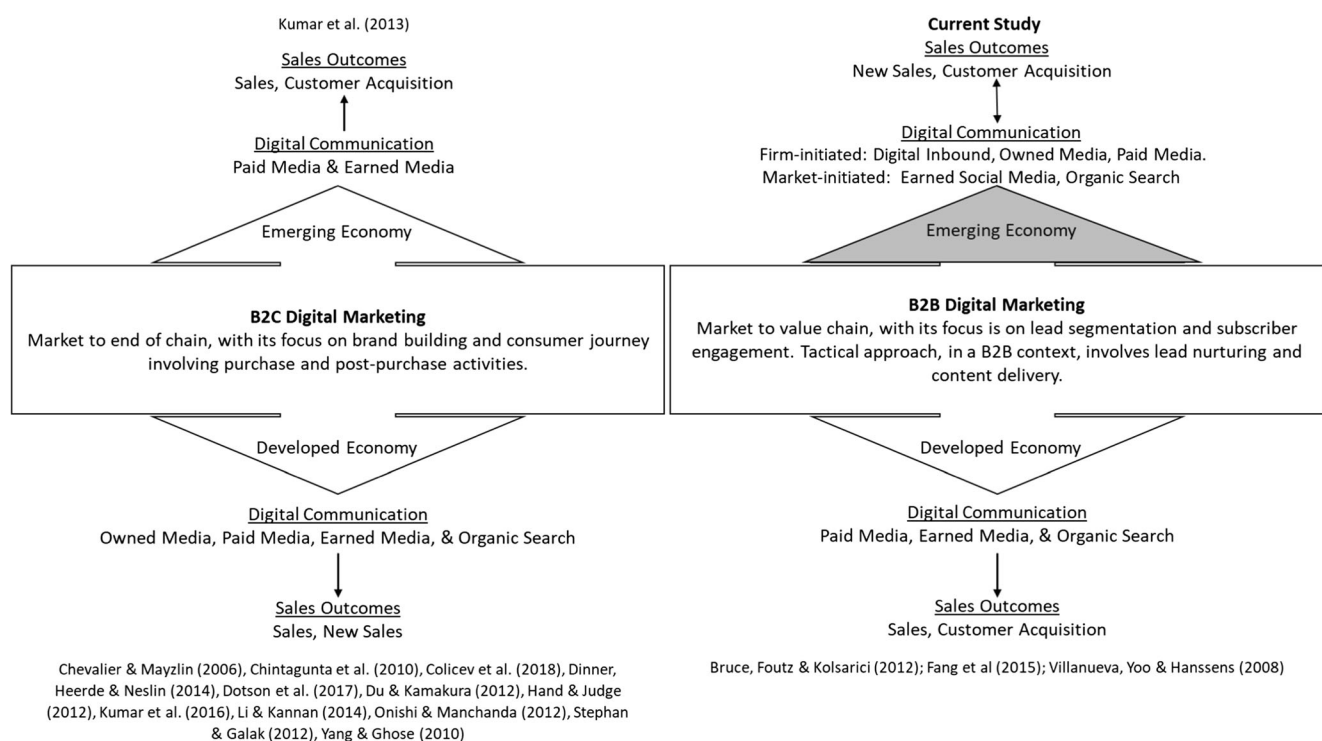 Kumar et al. (2013)
Sales Outcomes
Sales, Customer Acquisition
Digital Communication
Paid Media & Earned Media
Emerging Economy
B2C Digital Marketing
Market to end of chain, with its focus on brand building and consumer journey
involving purchase and post-purchase activities.
Developed Economy
Digital Communication
Owned Media, Paid Media, Earned Media, & Organic Search
Sales Outcomes
Sales, New Sales
Chevalier & Mayzlin (2006), Chintagunta et al. (2010), Colicev et al. (2018), Dinner,
Heerde & Neslin (2014), Dotson et al. (2017), Du & Kamakura (2012), Hand & Judge
(2012), Kumar et al. (2016), Li & Kannan (2014), Onishi & Manchanda (2012), Stephan
& Galak (2012), Yang & Ghose (2010)
Current Study
Sales Outcomes
New Sales, Customer Acquisition
Digital Communication
Firm-initiated: Digital Inbound, Owned Media, Paid Media.
Market-initiated: Earned Social Media, Organic Search
Emerging Economy
B2B Digital Marketing
Market to value chain, with its focus is on lead segmentation and subscriber
engagement. Tactical approach, in a B2B context, involves lead nurturing and
content delivery.
Developed Economy
Digital Communication
Paid Media, Earned Media, & Organic Search
Sales Outcomes
Sales, Customer Acquisition
Bruce, Foutz & Kolsarici (2012); Fang et al (2015); Villanueva, Yoo & Hanssens (2008)